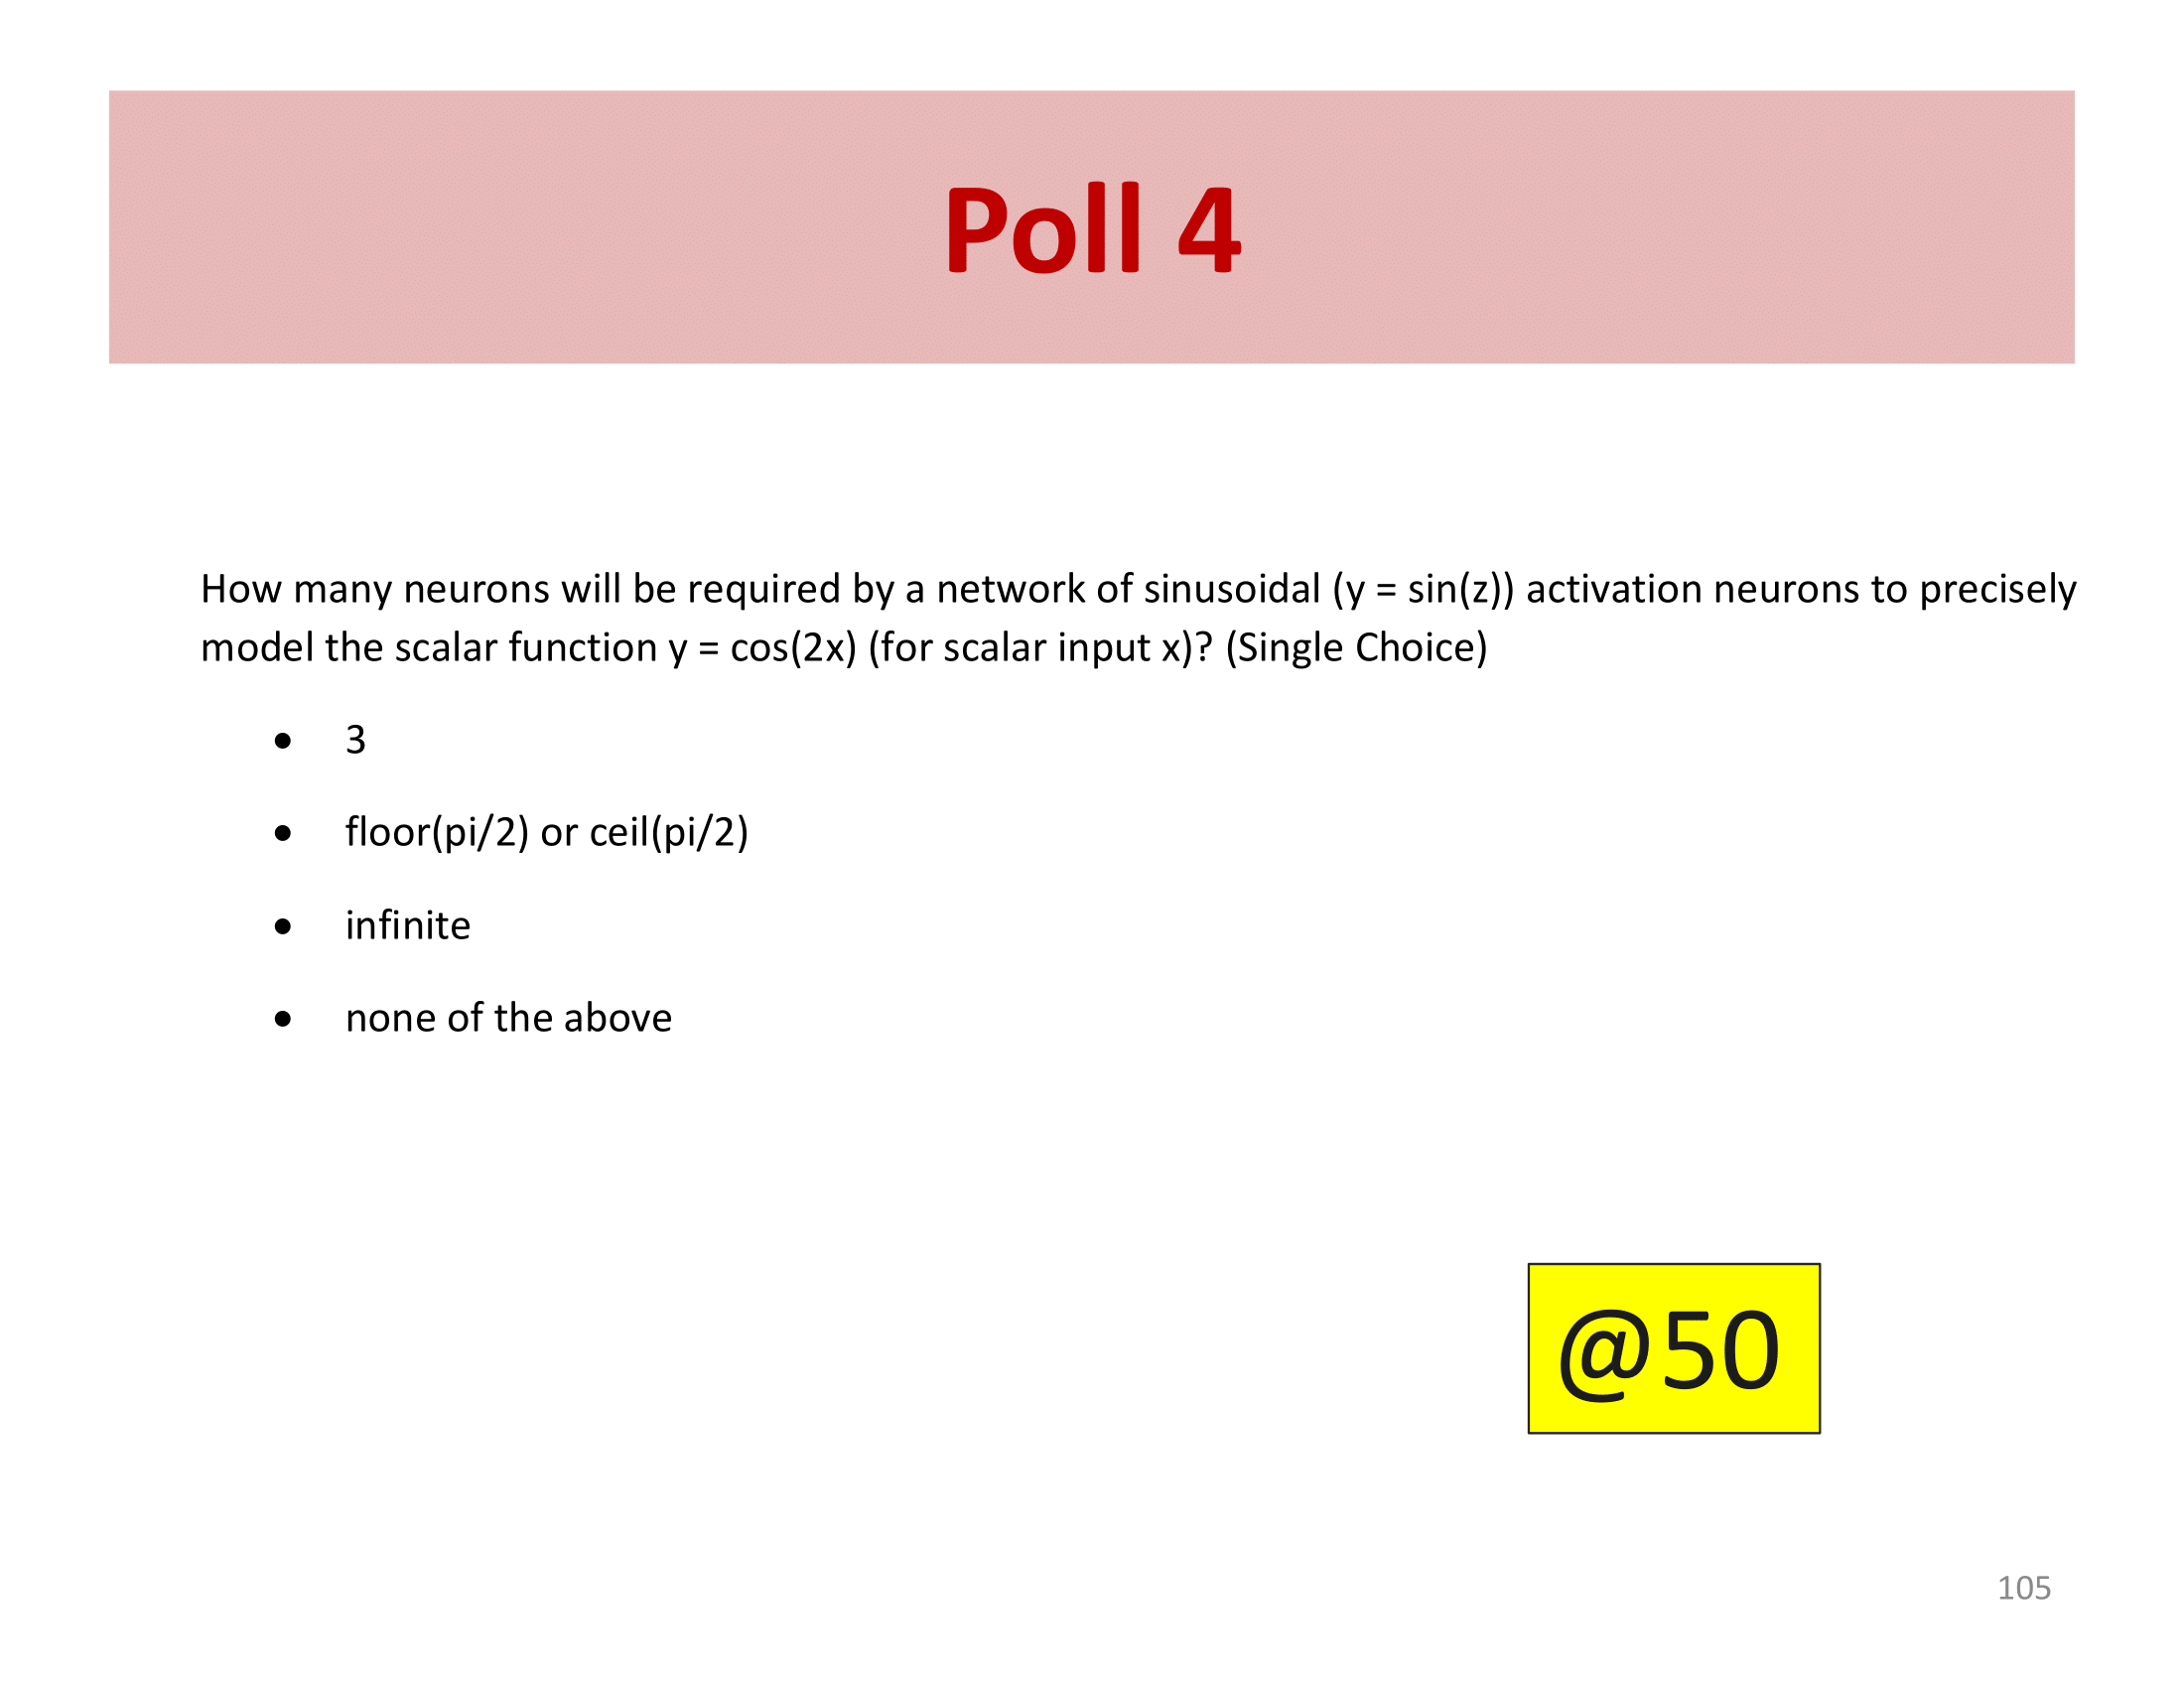 Poll 4
How many neurons will be required by a network of sinusoidal (y = sin(z)) activation neurons to precisely
model the scalar function y = cos(2x) (for scalar input x)? (Single Choice)
● 3
● floor(pi/2) or ceil(pi/2)
● infinite
● none of the above
@50
105